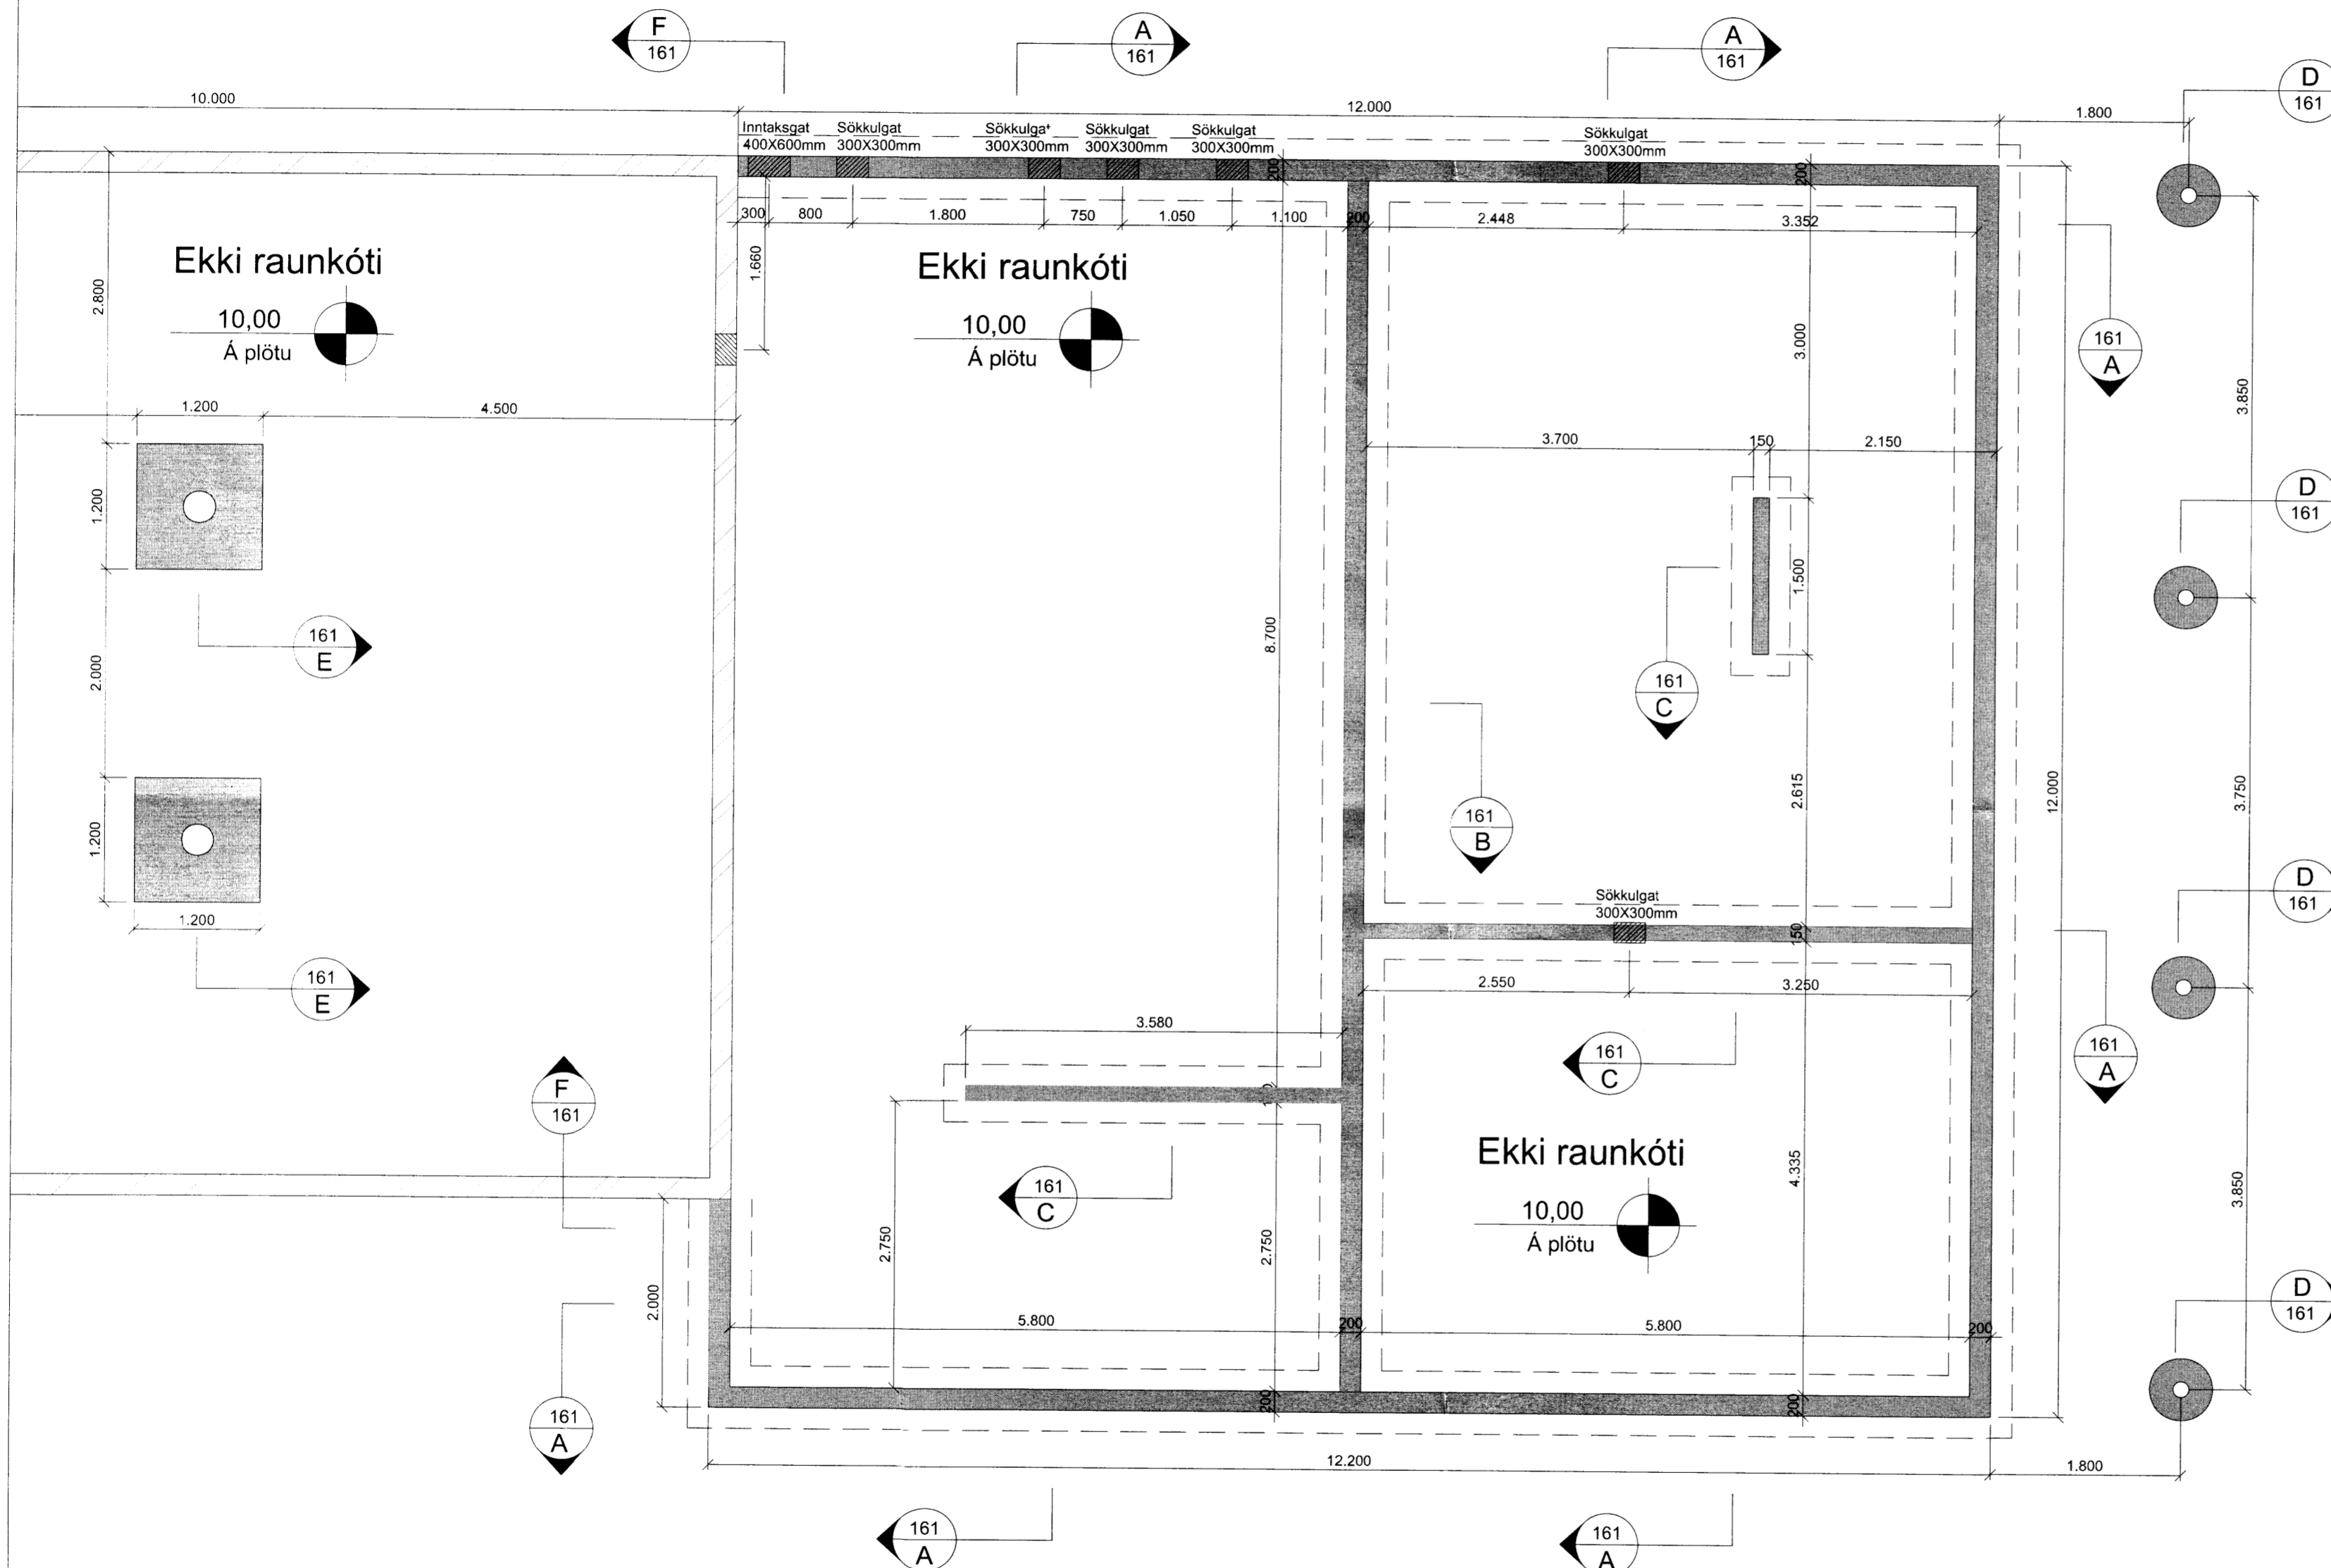 F
161
A
161
A
161
D
161
10.000
12.000
1.800
Inntaksgat
400X600mm
Sökkulgat
300X300mm
Sökkulgat
300X300mm
Sökkulgat
300X300mm
Sökkulgat
300X300mm
Sökkulgat
300X300mm
200
200
300
800
1.800
750
1.050
1.100
200
2.448
3.352
1.660
2.800
Ekki raunkóti
10,00
Á plötu
Ekki raunkóti
10,00
Á plötu
3.000
161
A
3.850
1.200
4.500
3.700
150
2.150
1.200
D
161
1.500
161
E
8.700
2.000
161
C
2.615
12.000
3.750
161
B
1.200
1.200
D
161
Sökkulgat
300X300mm
150
2.550
3.250
161
E
3.580
161
C
161
A
F
161
Ekki raunkóti
10,00
Á plötu
4.335
3.850
161
C
2.750
2.750
2.000
5.800
200
5.800
200
D
161
200
200
161
A
12.200
1.800
161
A
161
A